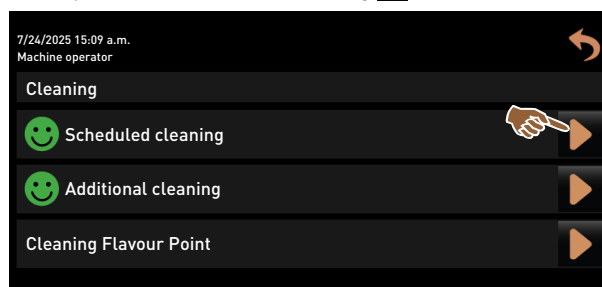 7/24/2025 15:09 a.m.
Machine operator
Cleaning
Scheduled cleaning
Additional cleaning
Cleaning Flavour Point